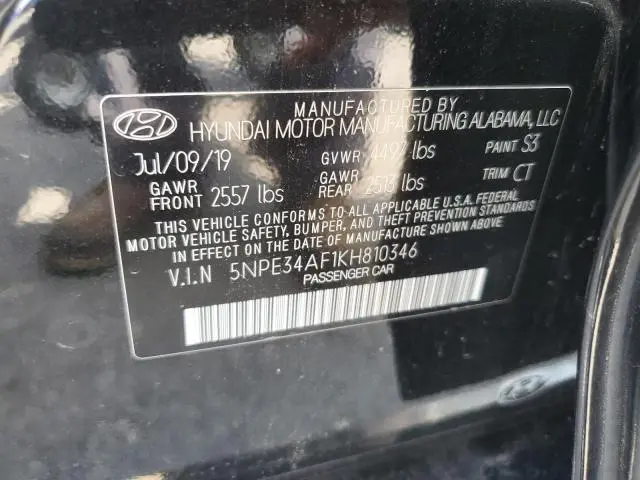 MANUFACTURED BY
HYUNDAI MOTOR MANUFACTURING ALABAMA, LLC
Jul/09/19 GVWR 4497 lbs PAINT S3
GAWR FRONT 2557 lbs GAWR REAR 2513 lbs TRIM CT
THIS VEHICLE CONFORMS TO ALL APPLICABLE U.S.A. FEDERAL
MOTOR VEHICLE SAFETY, BUMPER, AND THEFT PREVENTION STANDARDS
IN EFFECT ON THE DATE OF MANUFACTURE SHOWN ABOVE.
V.I.N 5NPE34AF1KH810346
PASSENGER CAR